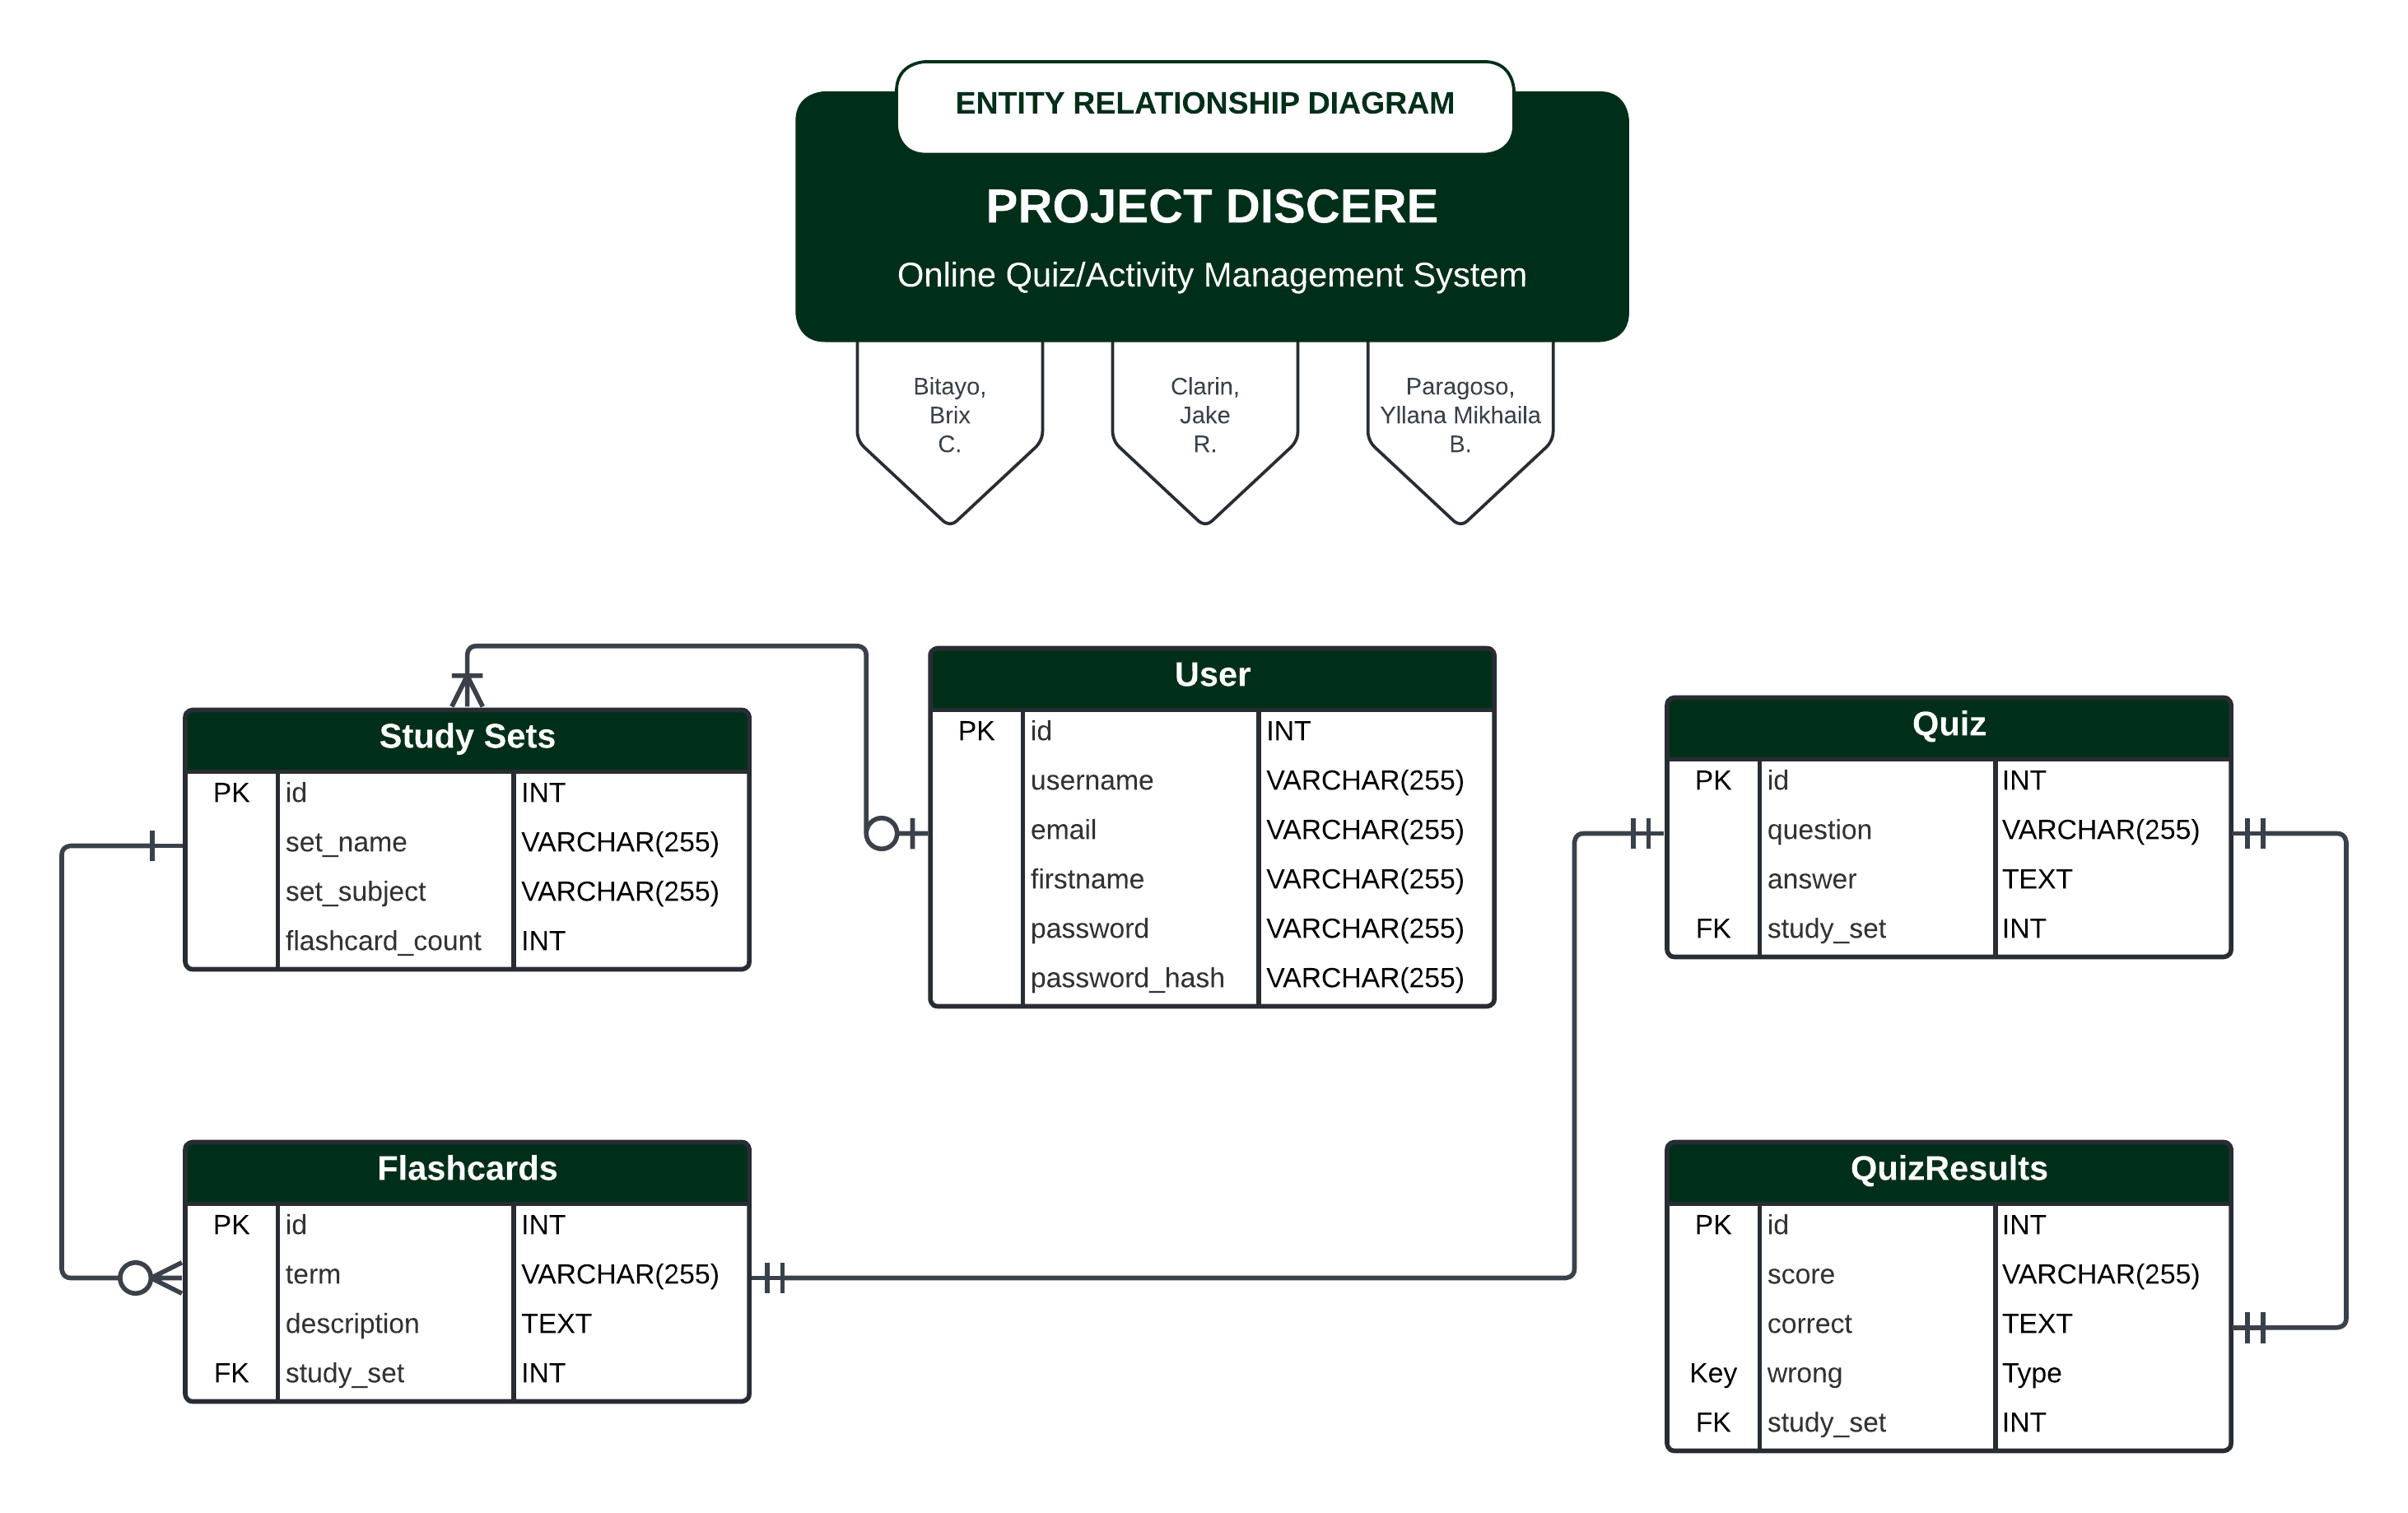 ENTITY RELATIONSHIP DIAGRAM
PROJECT DISCERE
Online Quiz/Activity Management System
Bitayo,
Brix
C.
Clarin,
Jake
R.
Paragoso,
Yllana Mikhaila
B.
Study Sets
PK id INT
set_name VARCHAR(255)
set_subject VARCHAR(255)
flashcard_count INT
User
PK id INT
username VARCHAR(255)
email VARCHAR(255)
firstname VARCHAR(255)
password VARCHAR(255)
password_hash VARCHAR(255)
Quiz
PK id INT
question VARCHAR(255)
answer TEXT
FK study_set INT
Flashcards
PK id INT
term VARCHAR(255)
description TEXT
FK study_set INT
QuizResults
PK id INT
score VARCHAR(255)
correct TEXT
Key wrong Type
FK study_set INT